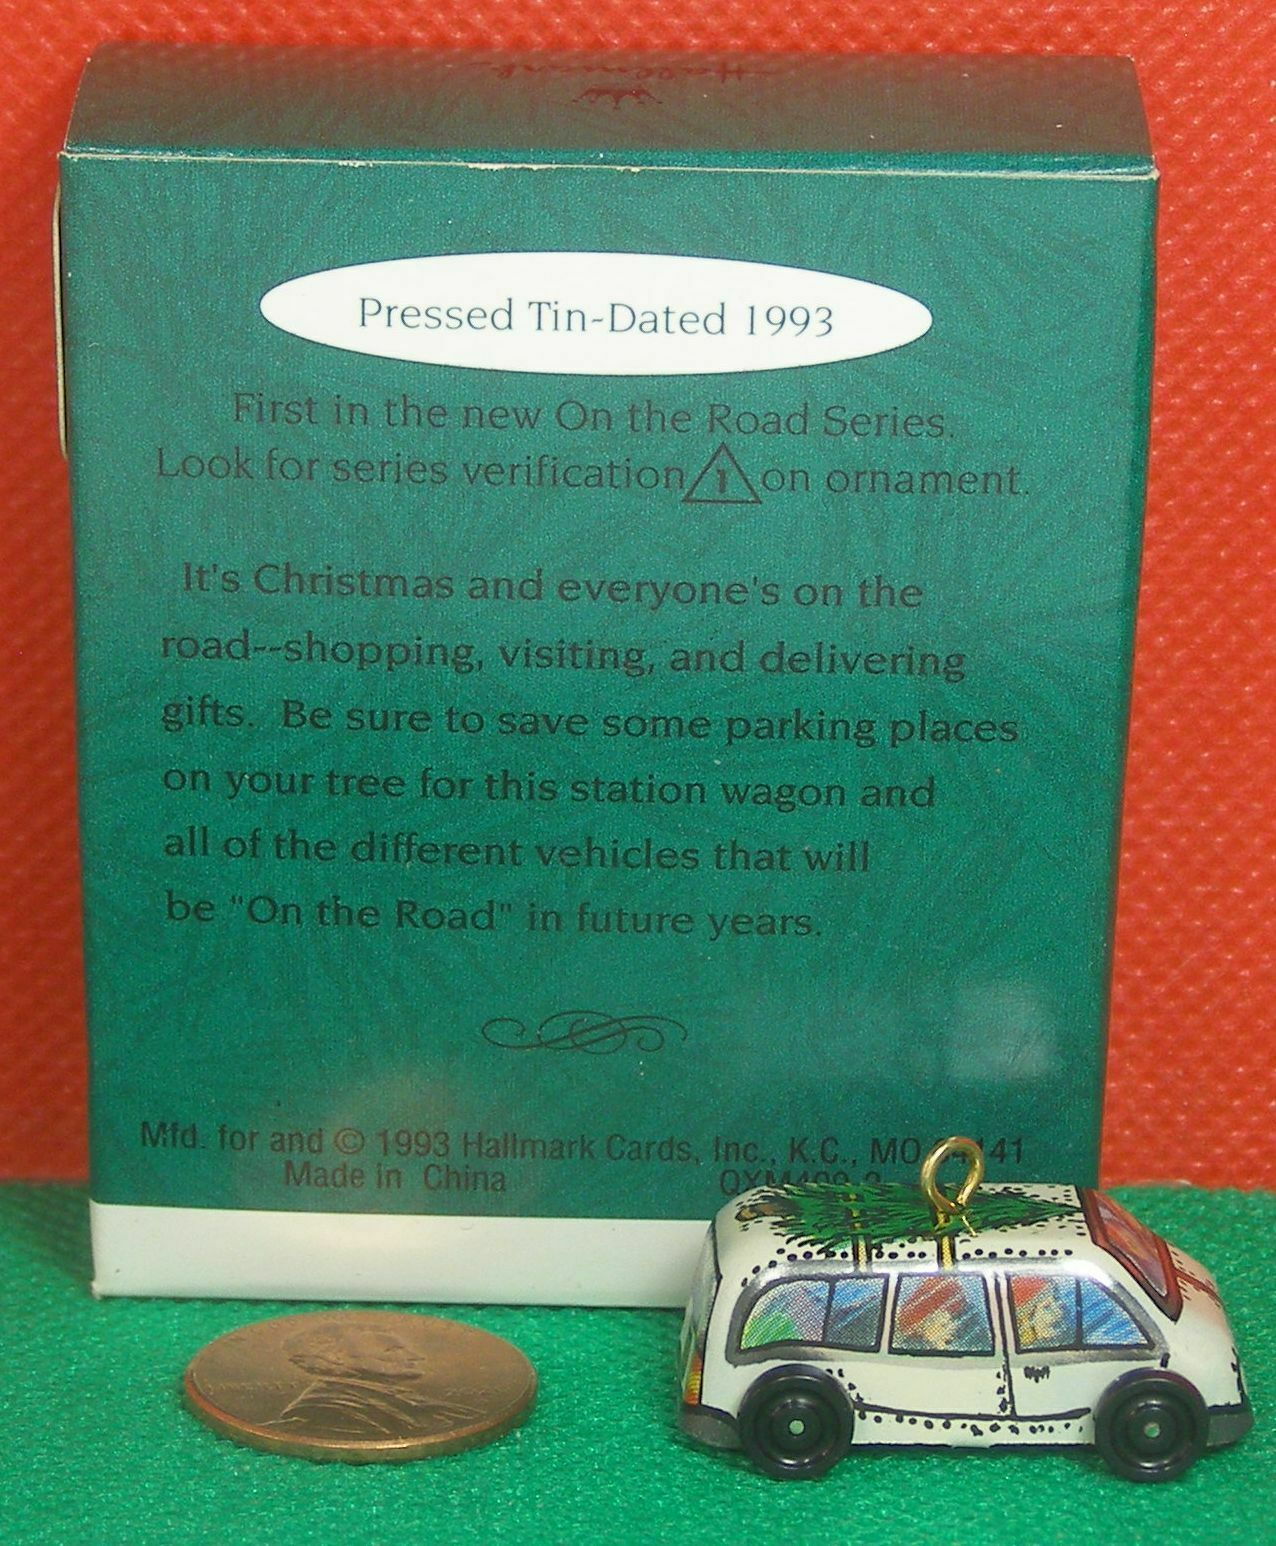 Hallmark
Pressed Tin-Dated 1993
First in the new On the Road Series.
Look for series verification 1 on ornament.
It's Christmas and everyone's on the
road--shopping, visiting, and delivering
gifts. Be sure to save some parking places
on your tree for this station wagon and
all of the different vehicles that will
be "On the Road" in future years.
Mfd. for and © 1993 Hallmark Cards, Inc., K.C., MO 64141
Made in China